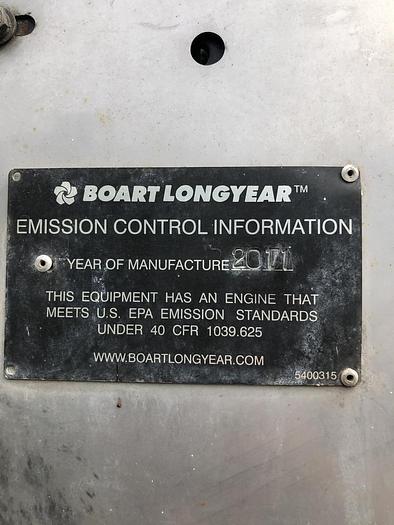 BOART LONGYEAR™
EMISSION CONTROL INFORMATION
YEAR OF MANUFACTURE 2011
THIS EQUIPMENT HAS AN ENGINE THAT
MEETS U.S. EPA EMISSION STANDARDS
UNDER 40 CFR 1039.625
WWW.BOARTLONGYEAR.COM
5400315